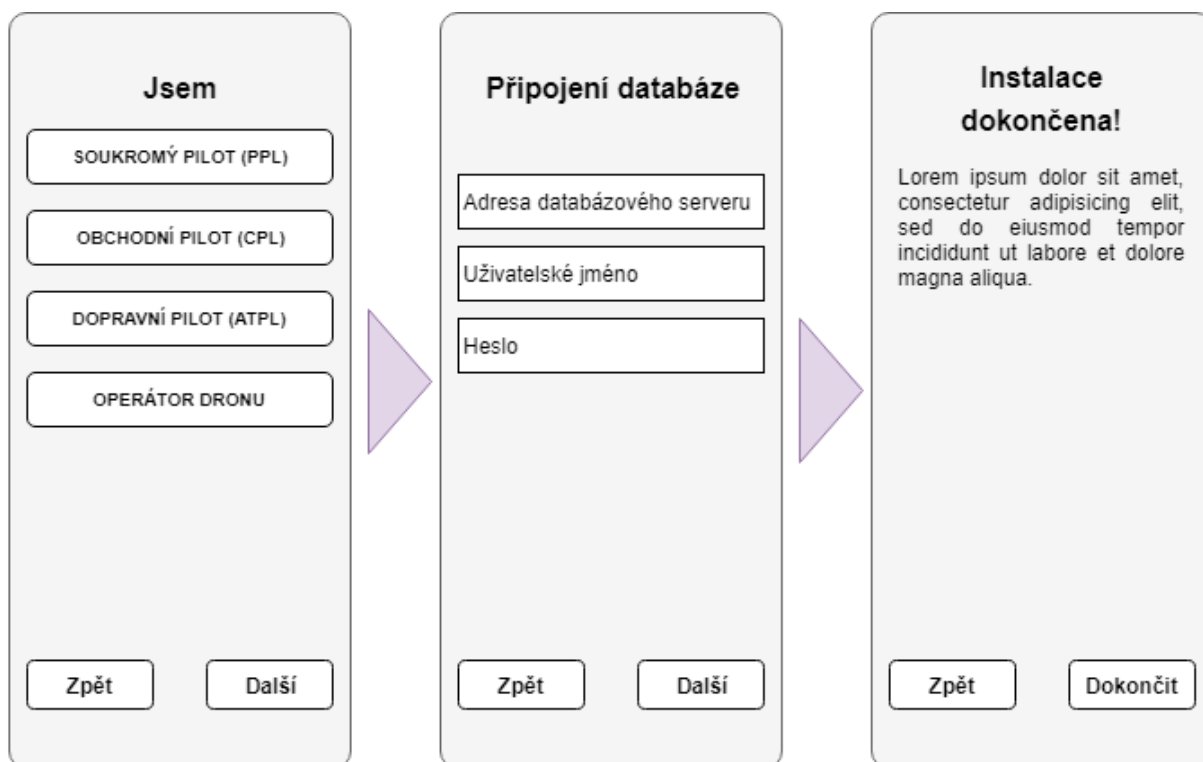 Jsem
SOUKROMÝ PILOT (PPL)
OBCHODNÍ PILOT (CPL)
DOPRAVNÍ PILOT (ATPL)
OPERÁTOR DRONU
Zpět
Další
Připojení databáze
Adresa databázového serveru
Uživatelské jméno
Heslo
Zpět
Další
Instalace
dokončena!
Lorem ipsum dolor sit amet,
consectetur adipisicing elit,
sed do eiusmod tempor
incididunt ut labore et dolore
magna aliqua.
Zpět
Dokončit